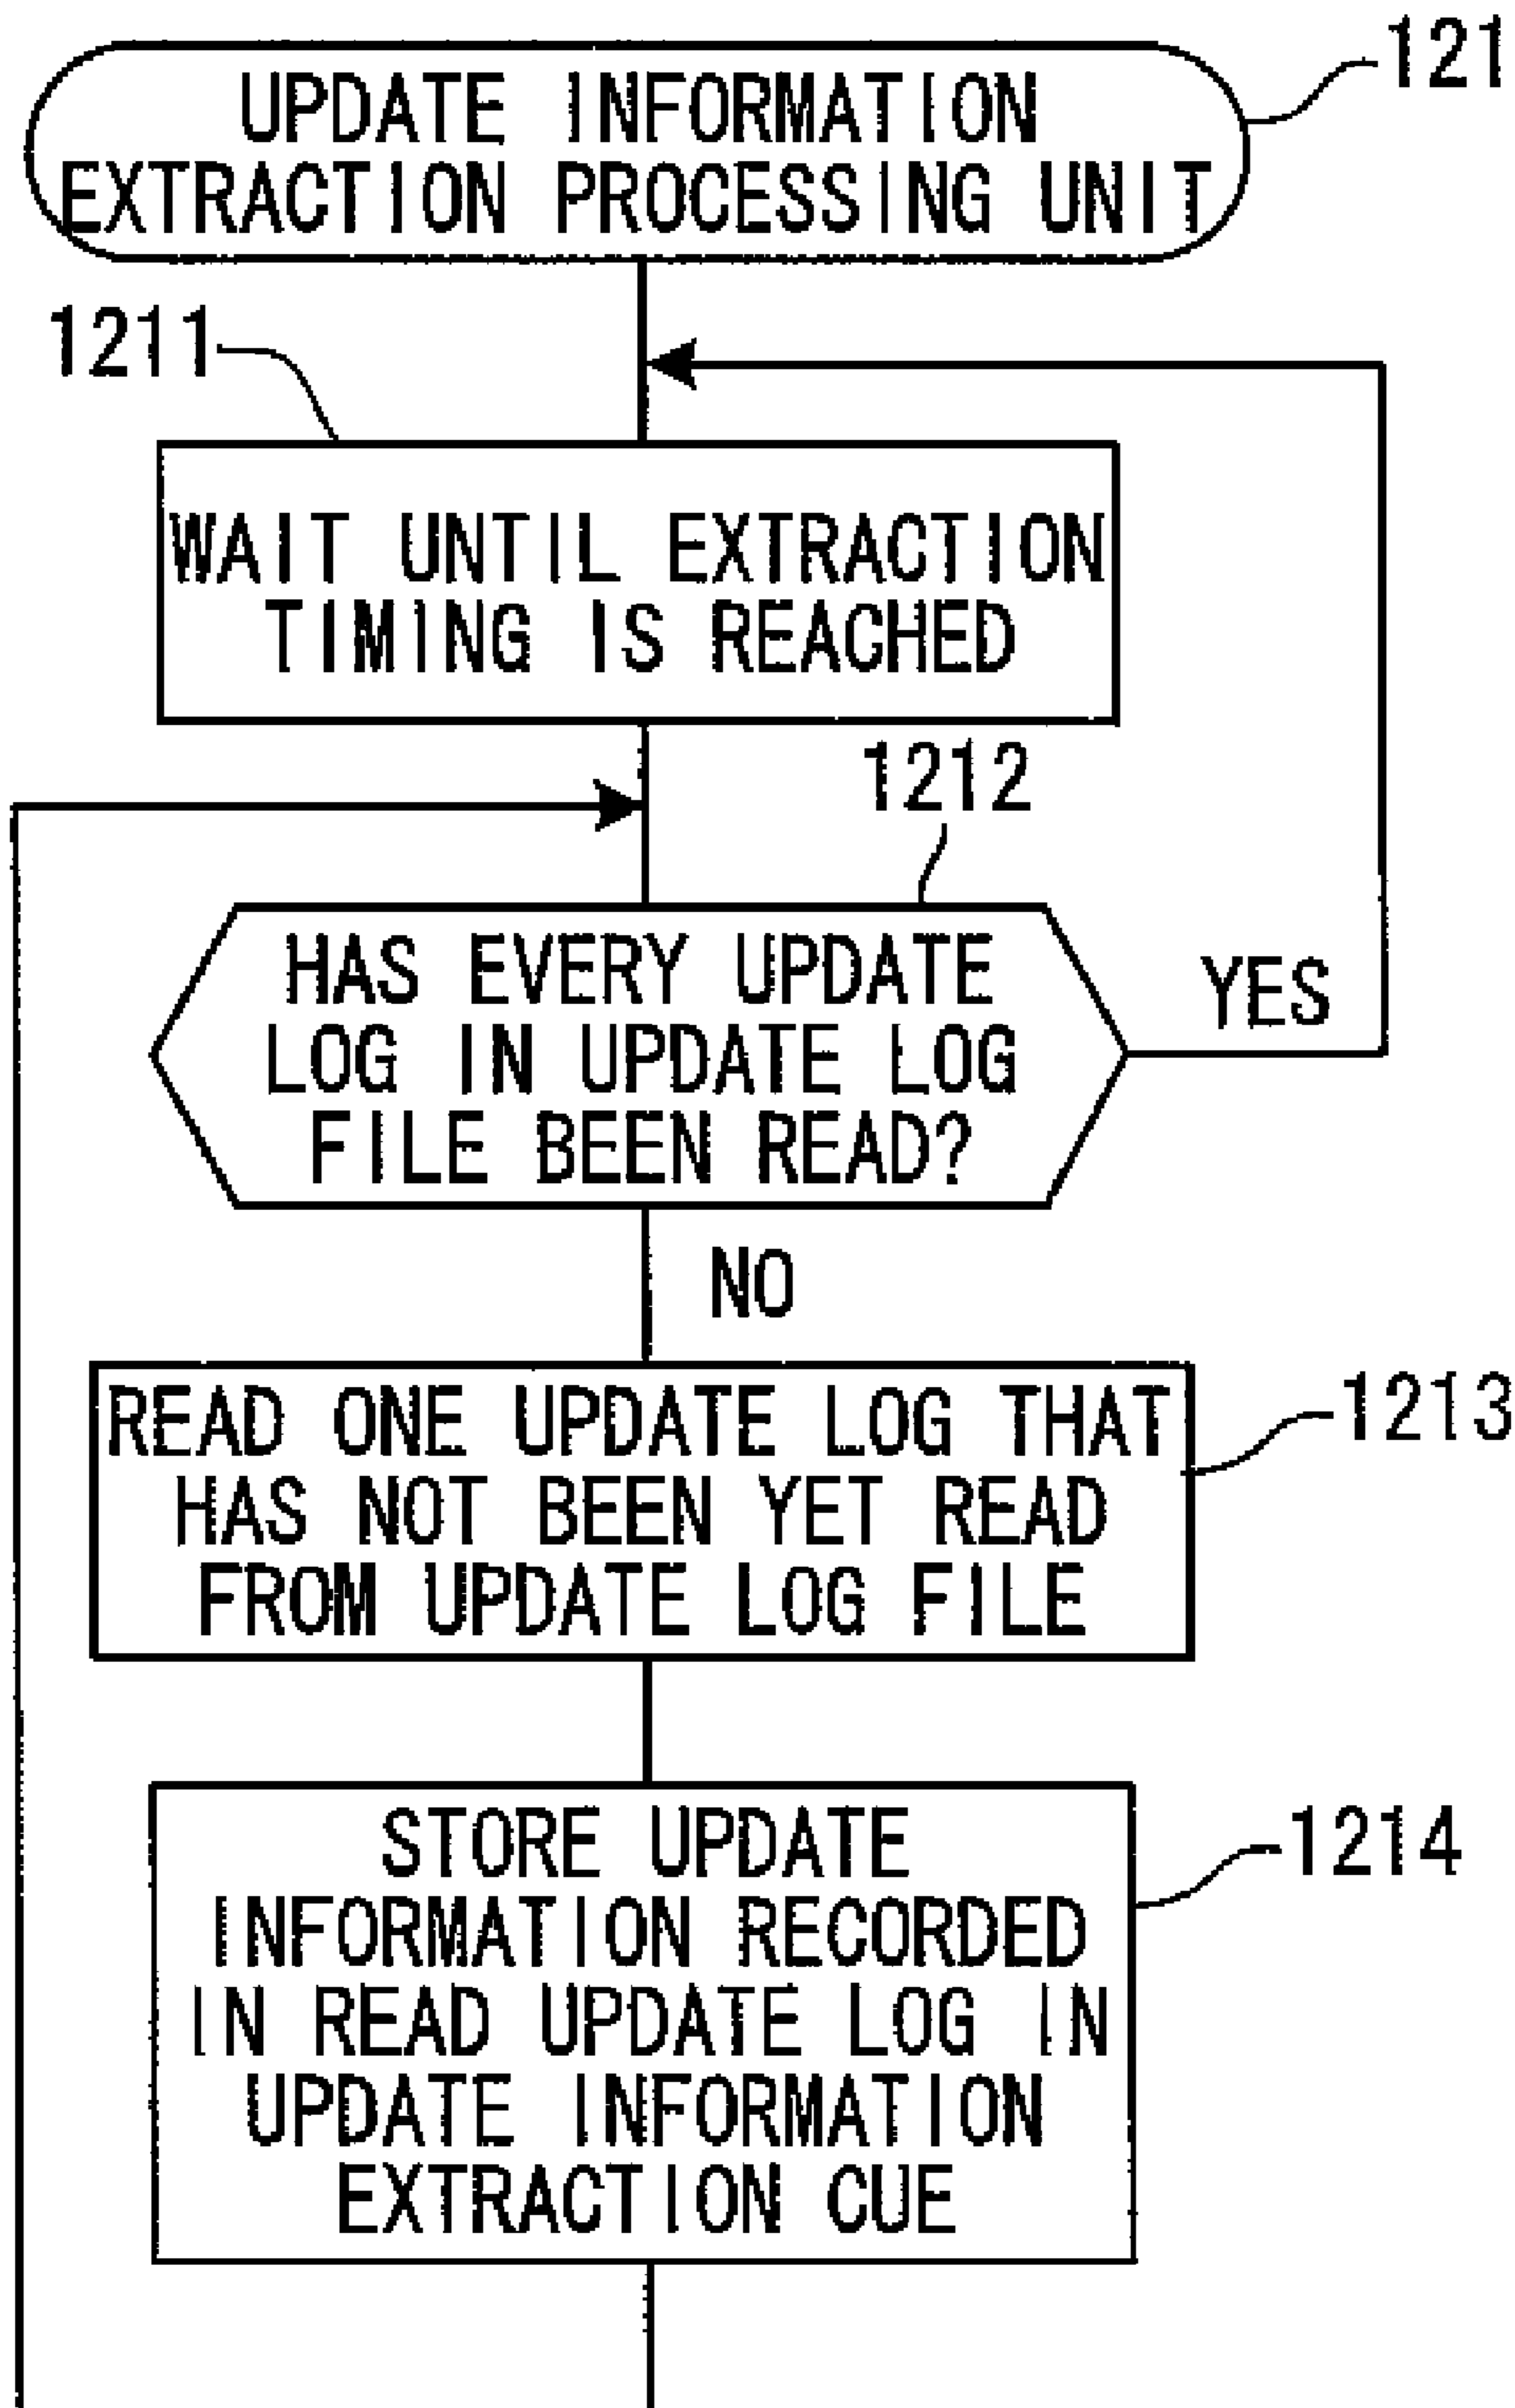 121
UPDATE INFORMATION
EXTRACTION PROCESSING UNIT
1211
WAIT UNTIL EXTRACTION
TIMING IS REACHED
1212
HAS EVERY UPDATE
LOG IN UPDATE LOG
FILE BEEN READ?
YES
NO
READ ONE UPDATE LOG THAT
HAS NOT BEEN YET READ
FROM UPDATE LOG FILE
1213
STORE UPDATE
INFORMATION RECORDED
IN READ UPDATE LOG IN
UPDATE INFORMATION
EXTRACTION CUE
1214